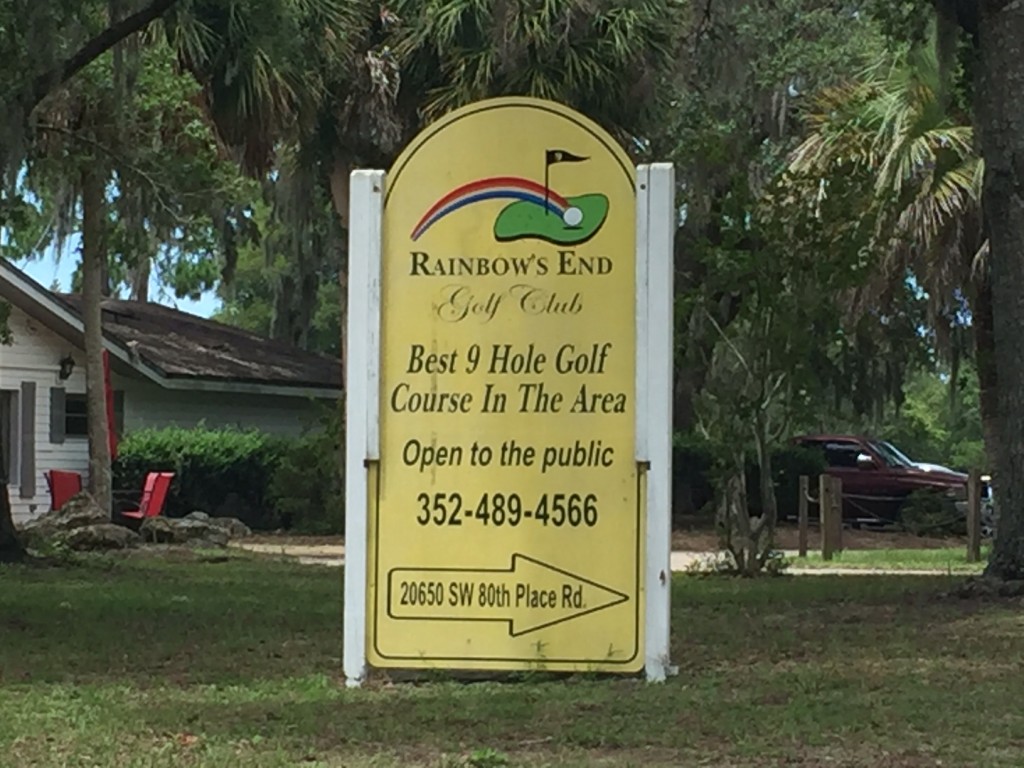 RAINBOW'S END
Golf Club
Best 9 Hole Golf
Course In The Area
Open to the public
352-489-4566
20650 SW 80th Place Rd.